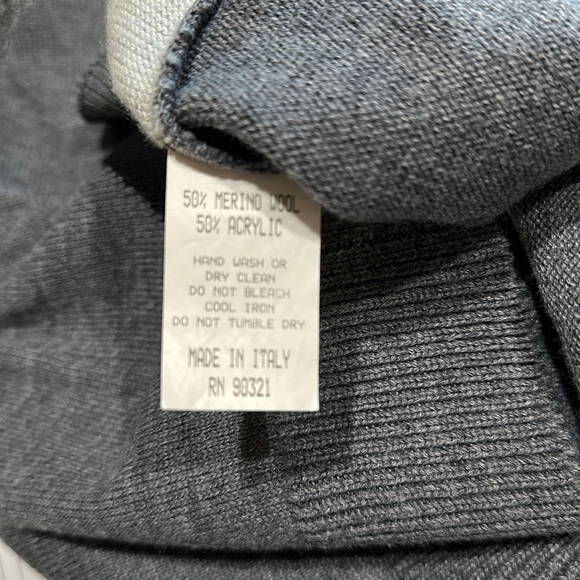 50% MERINO WOOL
50% ACRYLIC
HAND WASH OR
DRY CLEAN
DO NOT BLEACH
COOL IRON
DO NOT TUMBLE DRY
MADE IN ITALY
RN 90321